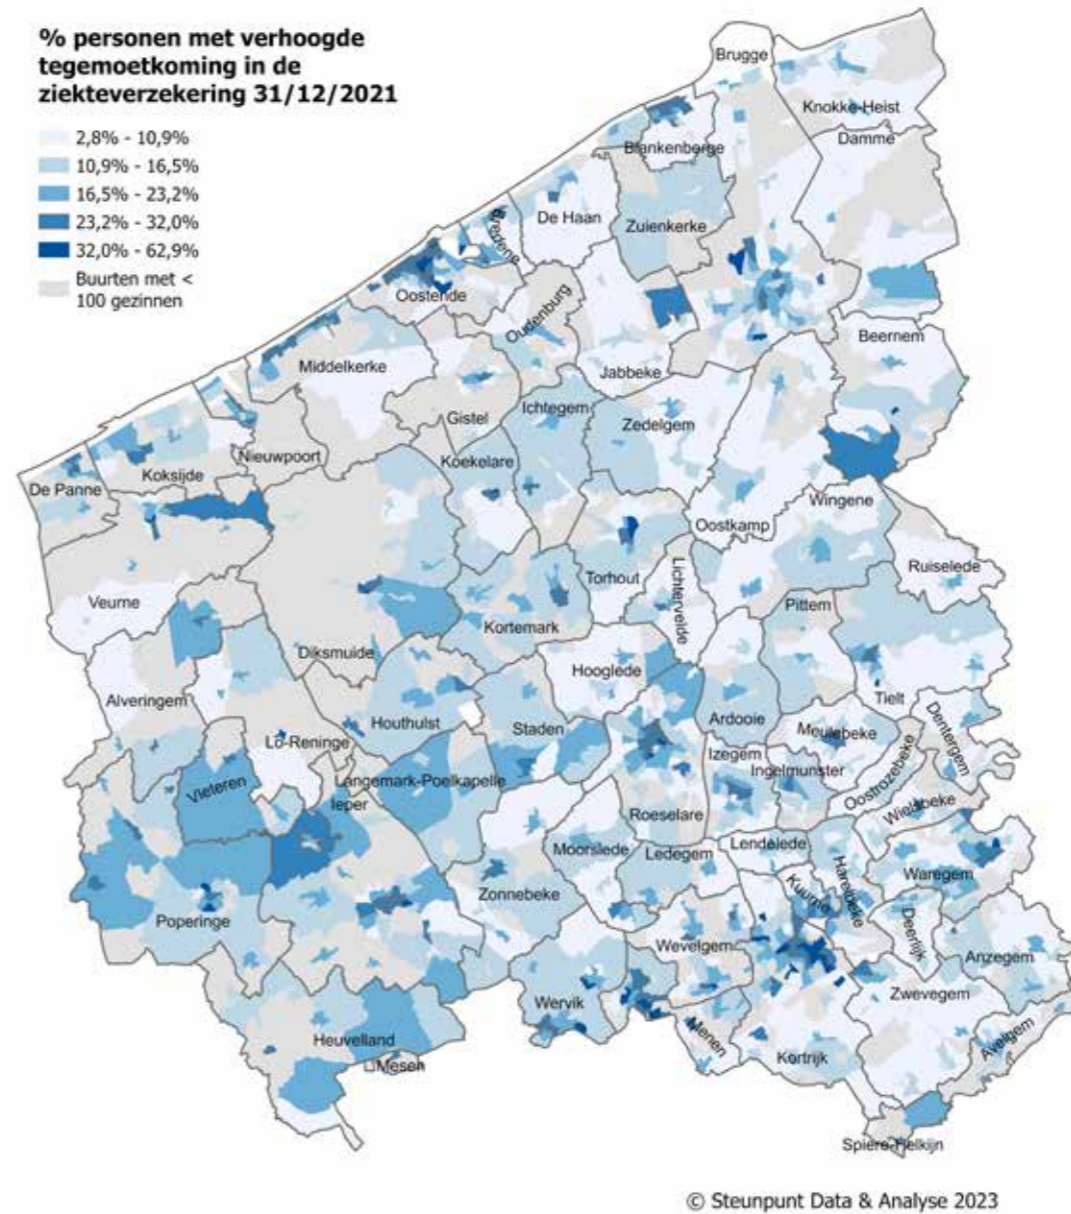 % personen met verhoogde
tegemoetkoming in de
ziekteverzekering 31/12/2021
2,8% - 10,9%
10,9% - 16,5%
16,5% - 23,2%
23,2% - 32,0%
32,0% - 62,9%
Buurten met <
100 gezinnen
Brugge
Knokke-Heist
Damme
Blankenberge
De Haan
Zuienkerke
Bredene
Oostende
Oudenburg
Beernem
Middelkerke
Jabbeke
Gistel
Ichtegem
Zedelgem
Nieuwpoort
Koekelare
Koksijde
De Panne
Wingene
Oostkamp
Ruiselede
Torhout
Lichtervelde
Veurne
Pittem
Kortemark
Diksmuide
Hooglede
Alveringem
Tielt
Houthulst
Staden
Ardooie
Meulebeke
Dentergem
Lo-Reninge
Izegem
Ingelmunster
Oostrozebeke
Langemark-Poelkapelle
Vleteren
Ieper
Wielsbeke
Roeselare
Lendelede
Moorslede
Ledegem
Harelbeke
Waregem
Kuurne
Zonnebeke
Poperinge
Deerlijk
Wevelgem
Anzegem
Zwevegem
Wervik
Menen
Avelgem
Heuvelland
Kortrijk
Mesen
Spiere-Helkijn
© Steunpunt Data & Analyse 2023